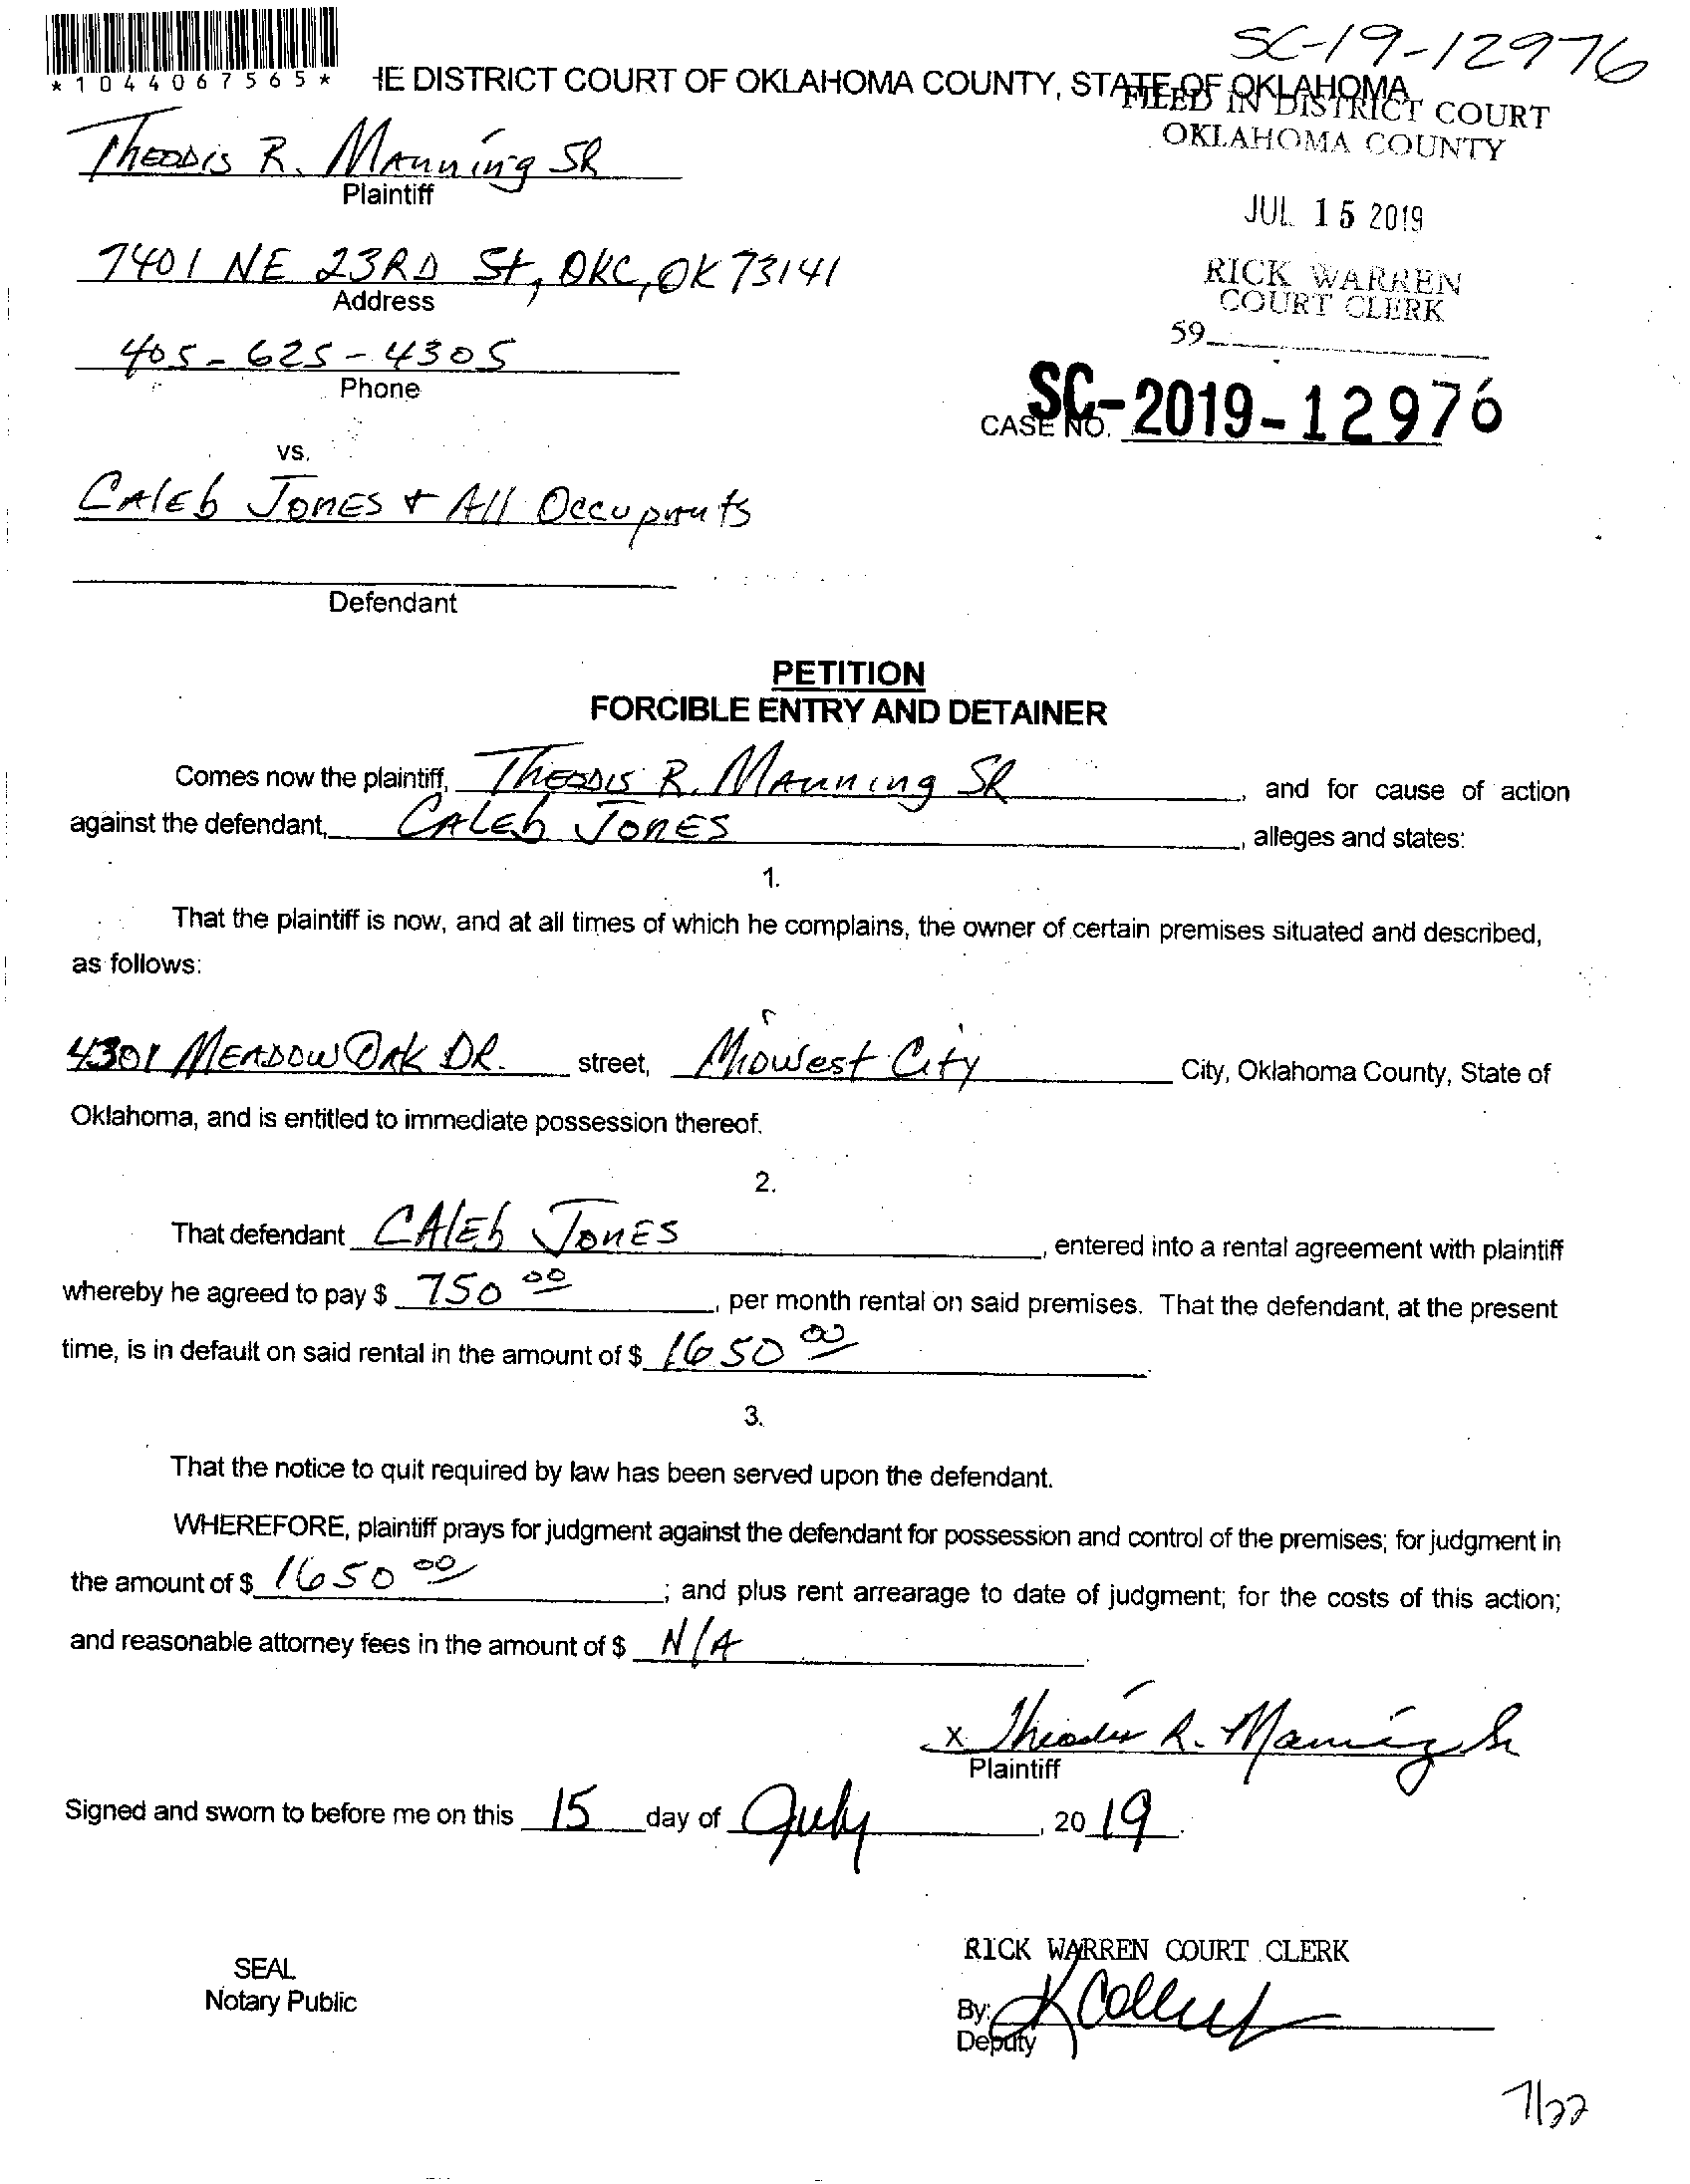 SC-19-12976
*1044067565*
HE DISTRICT COURT OF OKLAHOMA COUNTY, STATE OF OKLAHOMA
FILED IN DISTRICT COURT
OKLAHOMA COUNTY
Theodis R. Manning SR
Plaintiff
JUL 15 2019
7401 NE 23RD St, OKC, OK 73141
Address
RICK WARREN
COURT CLERK
59
405-625-4305
Phone
CASE NO. SC-2019-12976
vs.
Caleb Jones + All Occupants
Defendant
PETITION
FORCIBLE ENTRY AND DETAINER
Comes now the plaintiff, Theodis R. Manning SR, and for cause of action
against the defendant, Caleb Jones, alleges and states:
1.
That the plaintiff is now, and at all times of which he complains, the owner of certain premises situated and described,
as follows:
4301 Meadow Oak DR. street, Midwest City City, Oklahoma County, State of
Oklahoma, and is entitled to immediate possession thereof.
2.
That defendant Caleb Jones, entered into a rental agreement with plaintiff
whereby he agreed to pay $ 750 00, per month rental on said premises. That the defendant, at the present
time, is in default on said rental in the amount of $ 1650 00
3.
That the notice to quit required by law has been served upon the defendant.
WHEREFORE, plaintiff prays for judgment against the defendant for possession and control of the premises; for judgment in
the amount of $ 1650 00; and plus rent arrearage to date of judgment; for the costs of this action;
and reasonable attorney fees in the amount of $ N/A
X Theodis R. Manning Sr
Plaintiff
Signed and sworn to before me on this 15 day of July, 20 19.
RICK WARREN COURT CLERK
SEAL
Notary Public
By:
Deputy
7/22